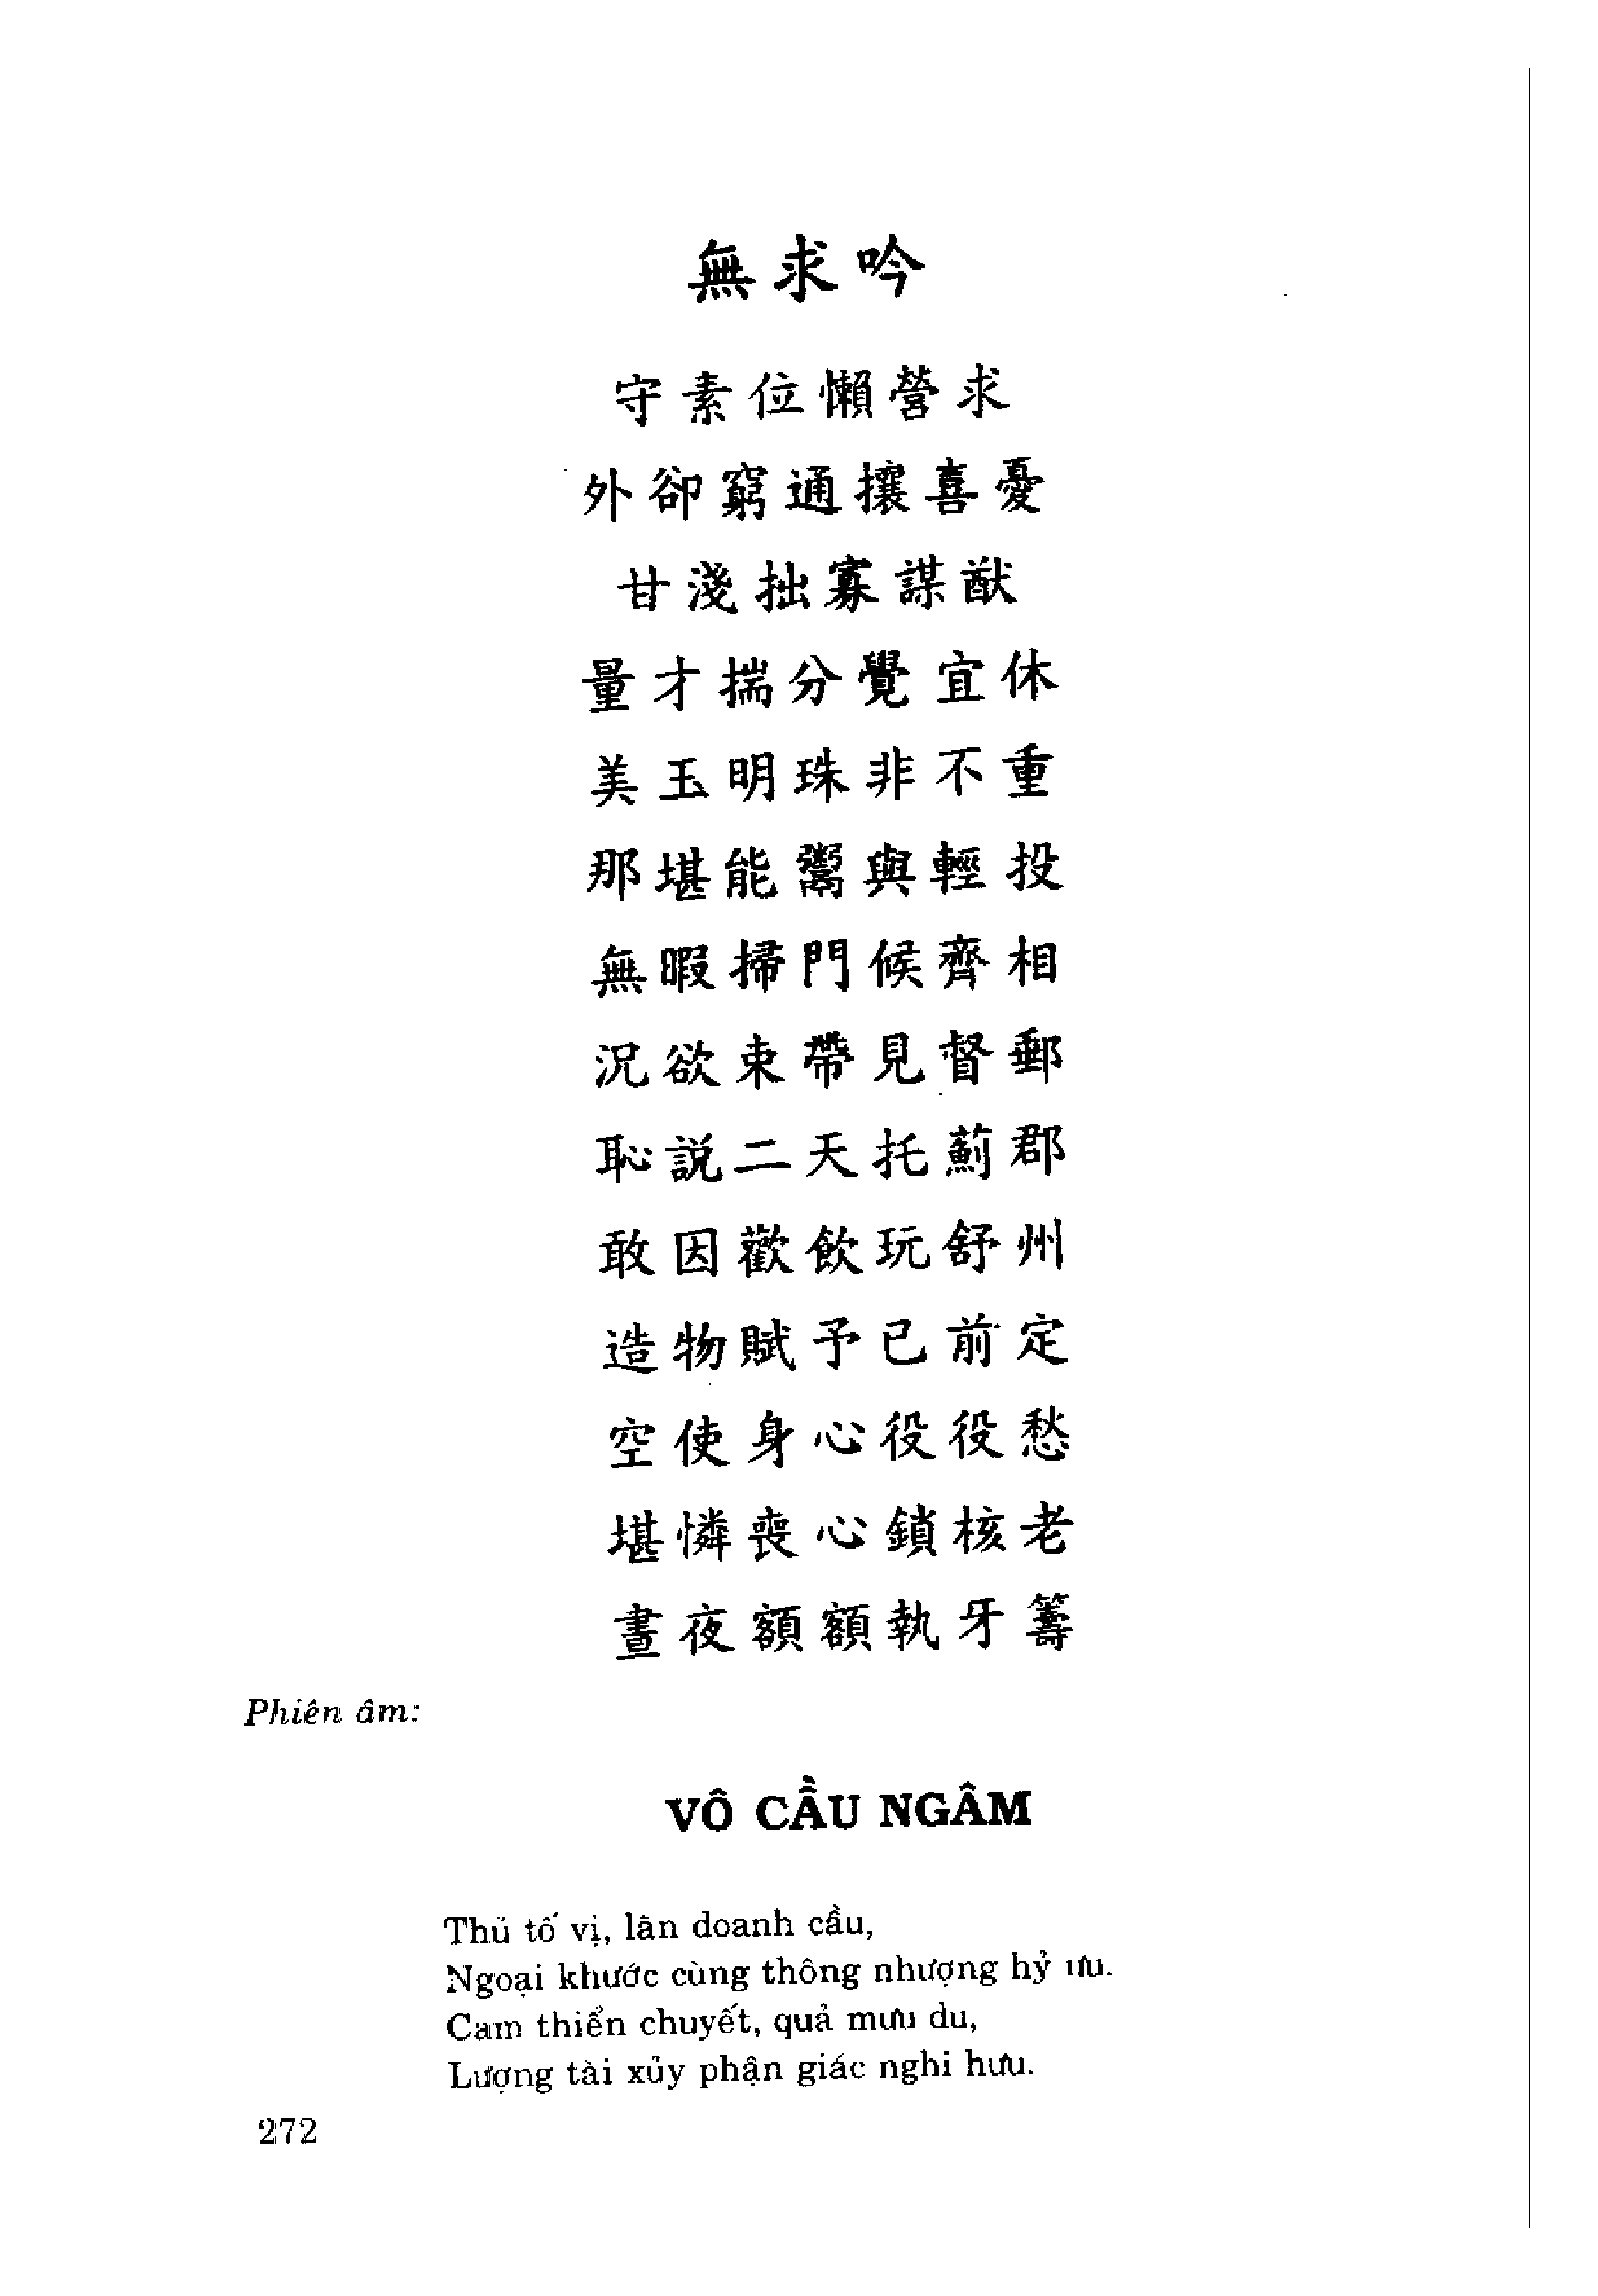 無求吟
守素位懶營求
外卻窮通攘喜憂
甘淺拙寡謀猷
量才揣分覺宜休
美玉明珠非不重
那堪能鬻與輕投
無暇掃門候齊相
況欲束帶見督郵
恥說二天托薊郡
敢因歡飲玩舒州
造物賦予已前定
空使身心役役愁
堪憐喪心鎖核老
晝夜額額執牙籌
Phiên âm:
VÔ CẦU NGÂM
Thủ tố vị, lãn doanh cầu,
Ngoại khước cùng thông nhượng hỷ ưu.
Cam thiển chuyết, quả mưu du,
Lượng tài xủy phận giác nghi hưu.
272